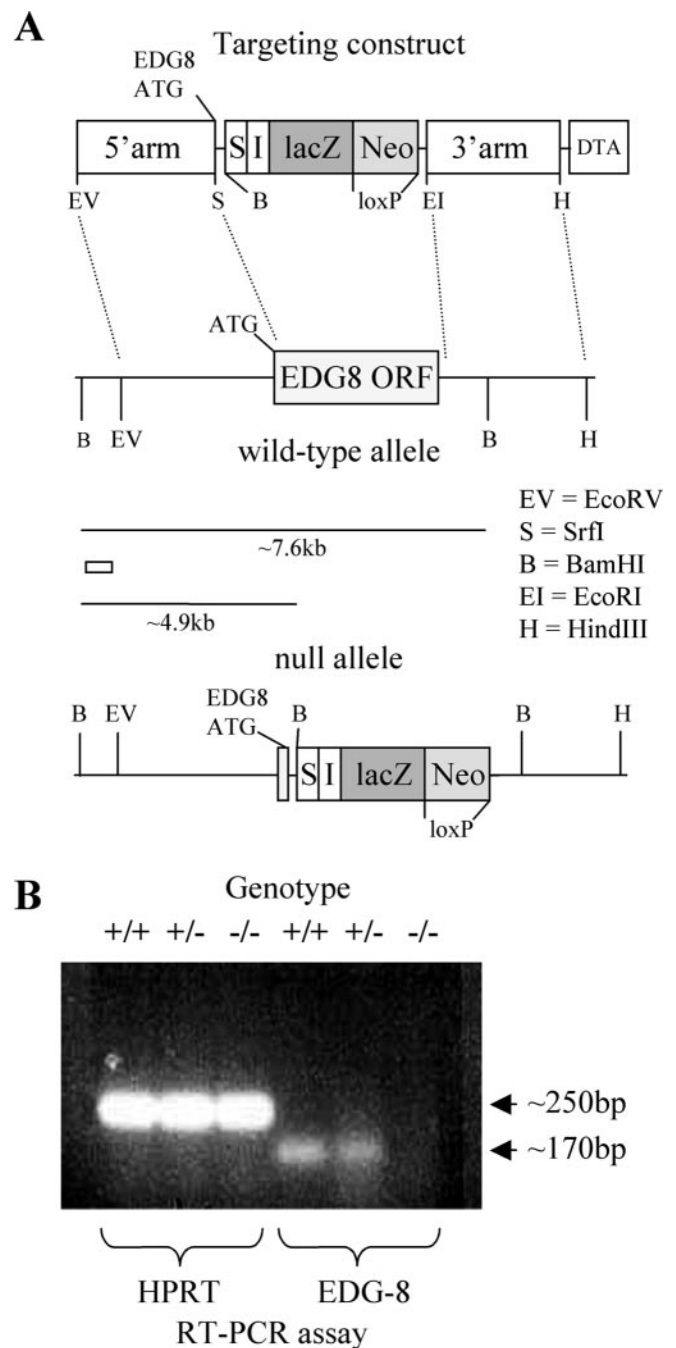 A
Targeting construct
EDG8
ATG
5'arm S I lacZ Neo 3'arm DTA
EV S B loxP EI H
ATG
EDG8 ORF
B EV B H
wild-type allele
EV = EcoRV
S = SrfI
B = BamHI
EI = EcoRI
H = HindIII
~7.6kb
~4.9kb
null allele
B EV EDG8 B B H
ATG
S I lacZ Neo
loxP
B
Genotype
+/+ +/- -/- +/+ +/- -/-
~250bp
~170bp
HPRT EDG-8
RT-PCR assay